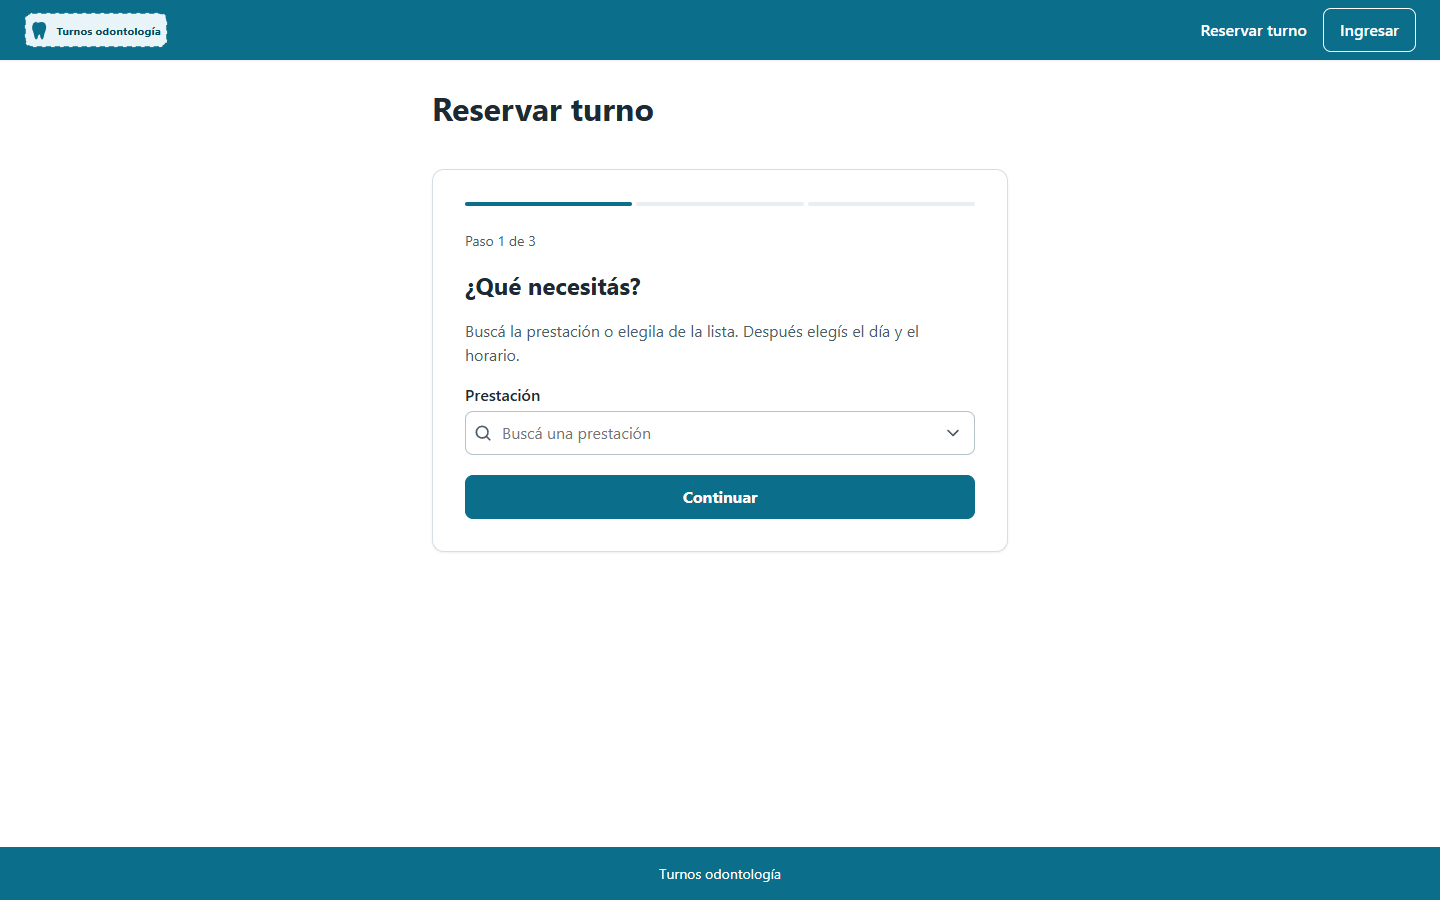 Turnos odontología
Reservar turno
Ingresar
Reservar turno
Paso 1 de 3
¿Qué necesitás?
Buscá la prestación o elegila de la lista. Después elegís el día y el
horario.
Prestación
Buscá una prestación
Continuar
Turnos odontología